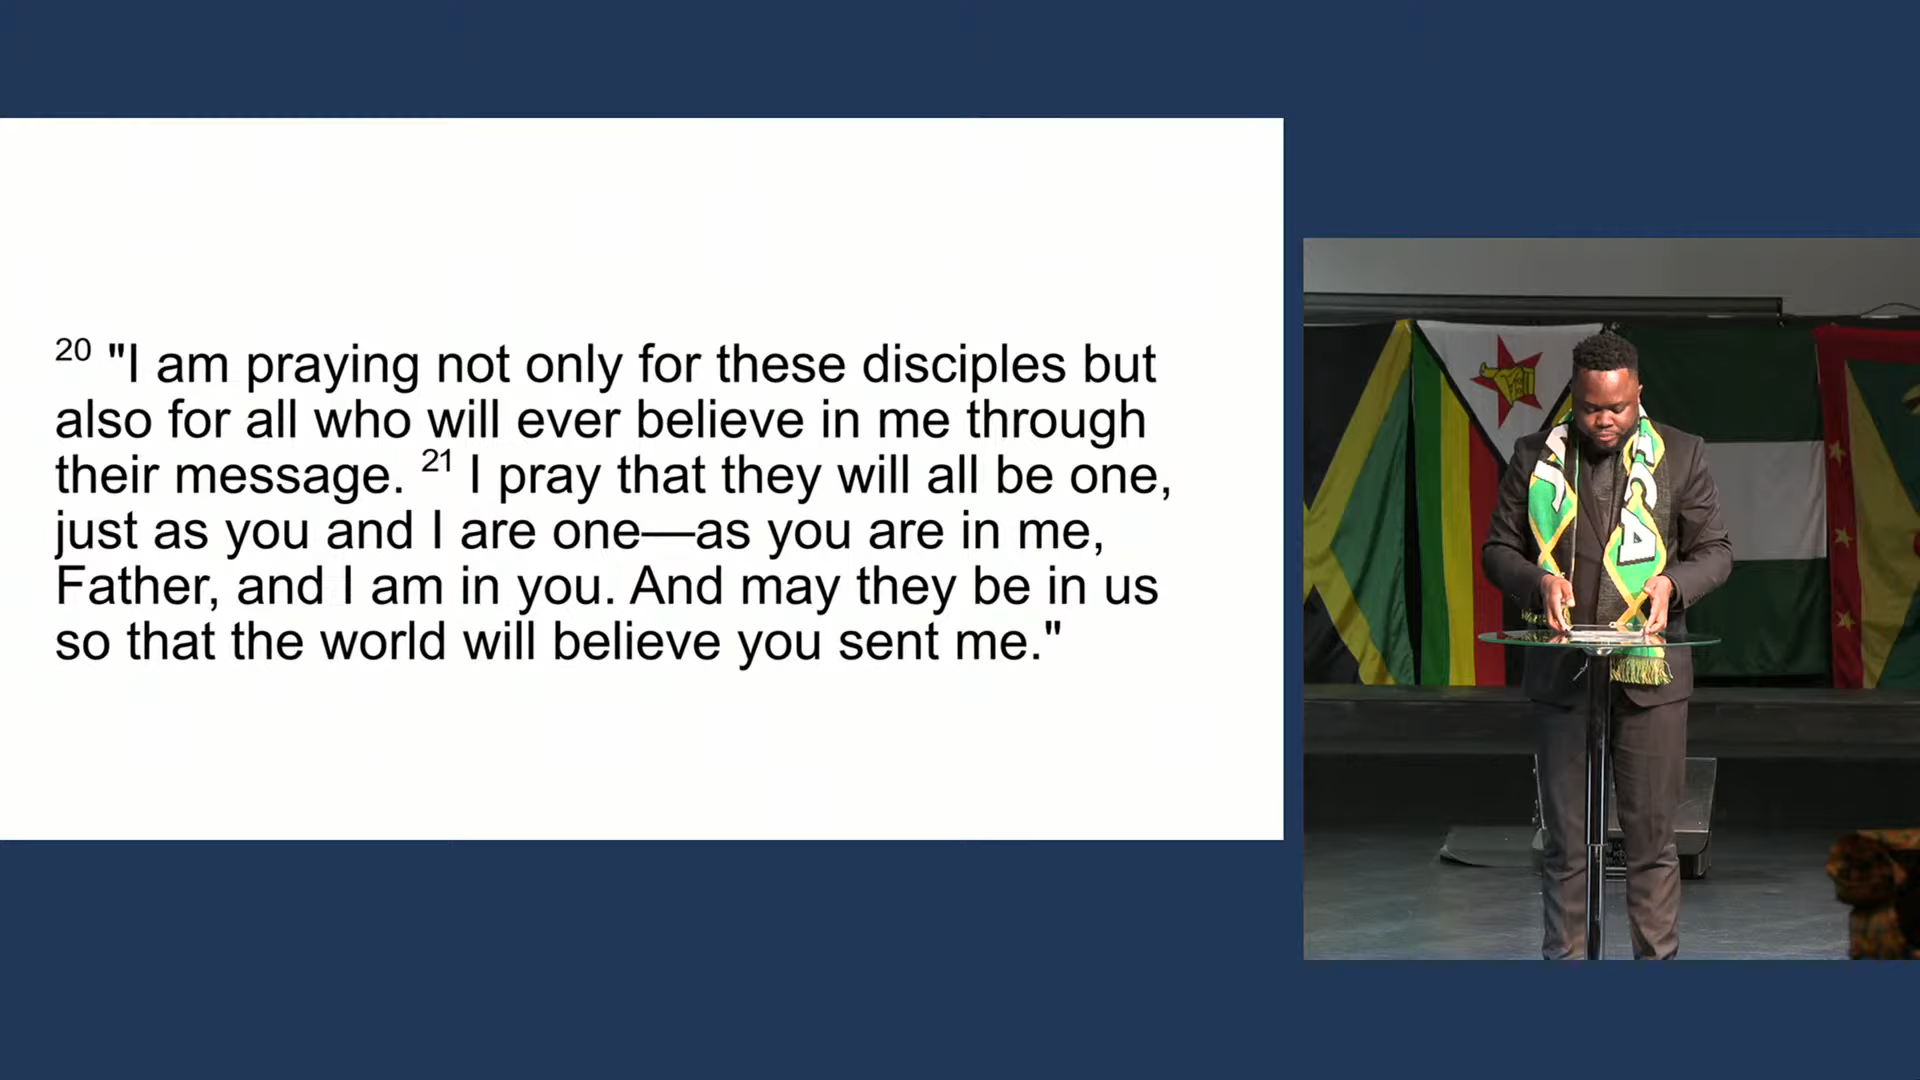 20 "I am praying not only for these disciples but
also for all who will ever believe in me through
their message. 21 I pray that they will all be one,
just as you and I are one—as you are in me,
Father, and I am in you. And may they be in us
so that the world will believe you sent me."